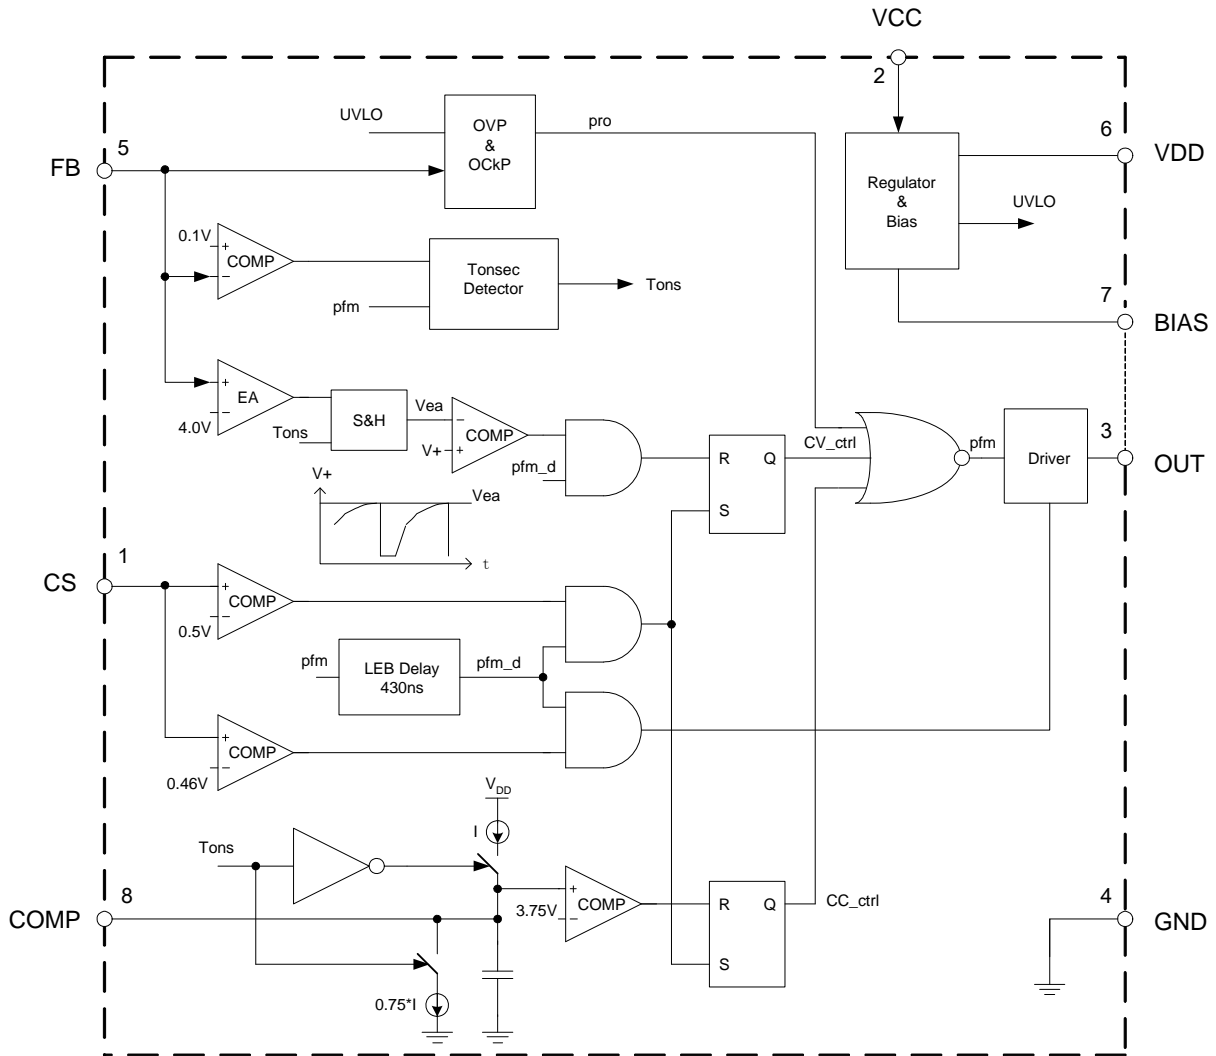 VCC
2
UVLO
OVP
&
OCkP
pro
5
FB
6
VDD
Regulator
&
Bias
UVLO
0.1V
+
COMP
−
Tonsec
Detector
Tons
pfm
7
BIAS
+
EA
−
4.0V
S&H
Tons
Vea
−
COMP
V+
+
pfm_d
R
Q
S
CV_ctrl
pfm
Driver
3
OUT
V+
Vea
t
1
CS
+
COMP
−
0.5V
pfm
LEB Delay
430ns
pfm_d
+
COMP
−
0.46V
VDD
I
Tons
8
COMP
+
COMP
3.75V
−
R
Q
S
CC_ctrl
4
GND
0.75*I